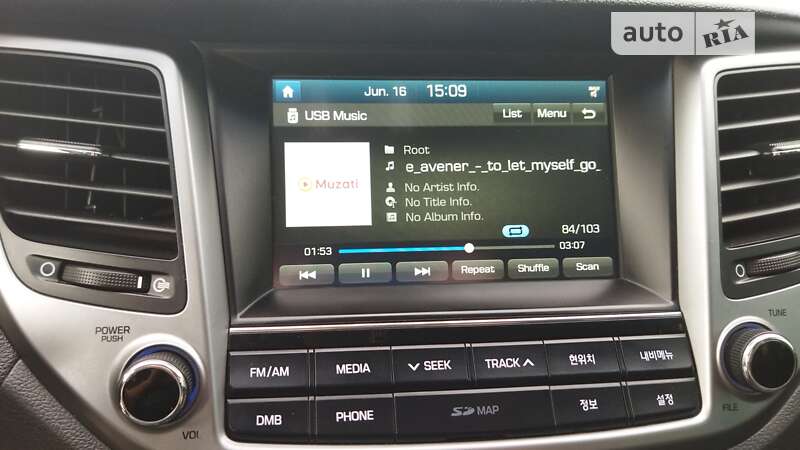 auto RIA
Jun. 16 15:09
USB Music List Menu
Root
e_avener_-_to_let_myself_go_
No Artist Info.
No Title Info.
No Album Info.
Muzati
84/103
01:53 03:07
Repeat Shuffle Scan
POWER
PUSH
VOL
FM/AM MEDIA SEEK TRACK 현위치 내비메뉴
DMB PHONE SD MAP 정보 설정
TUNE
FILE